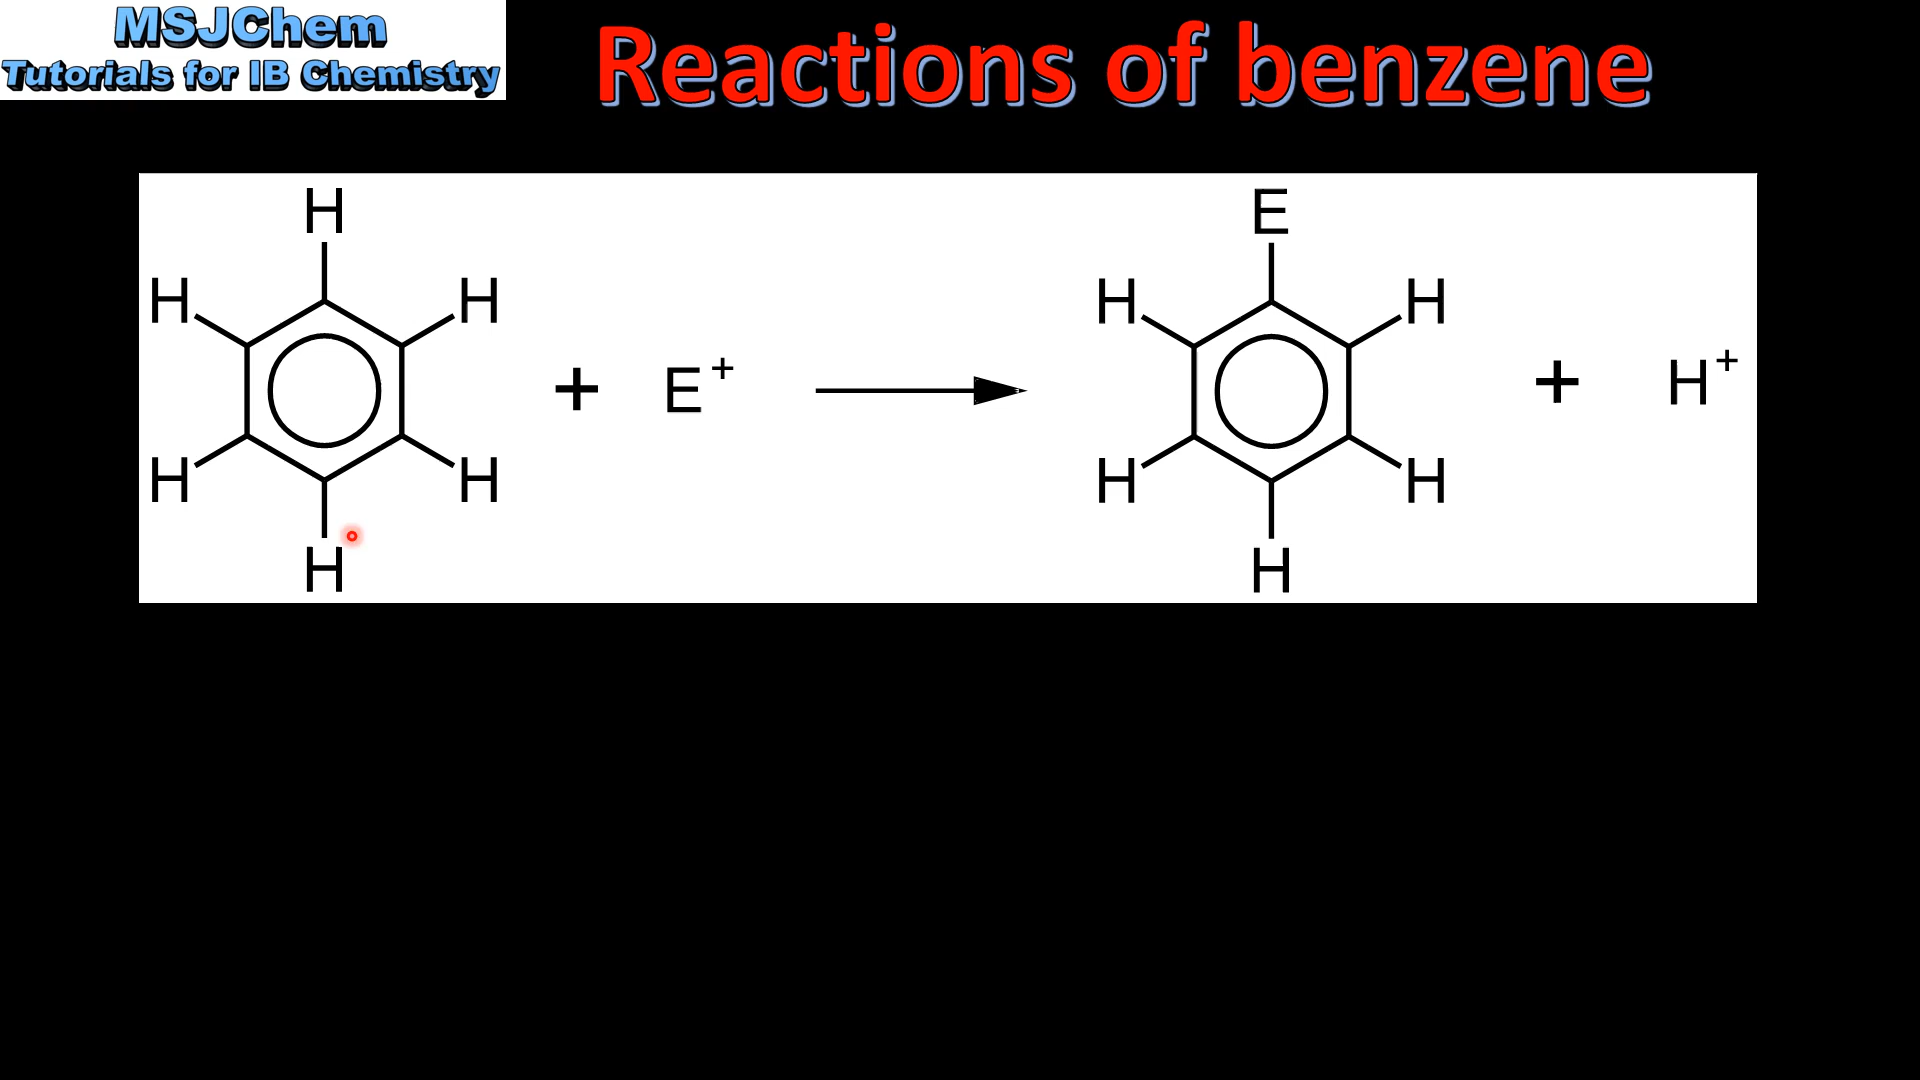 MSJChem
Tutorials for IB Chemistry
Reactions of benzene
H
H H
H H
H
+ E+
E
H H
H H
H
+ H+